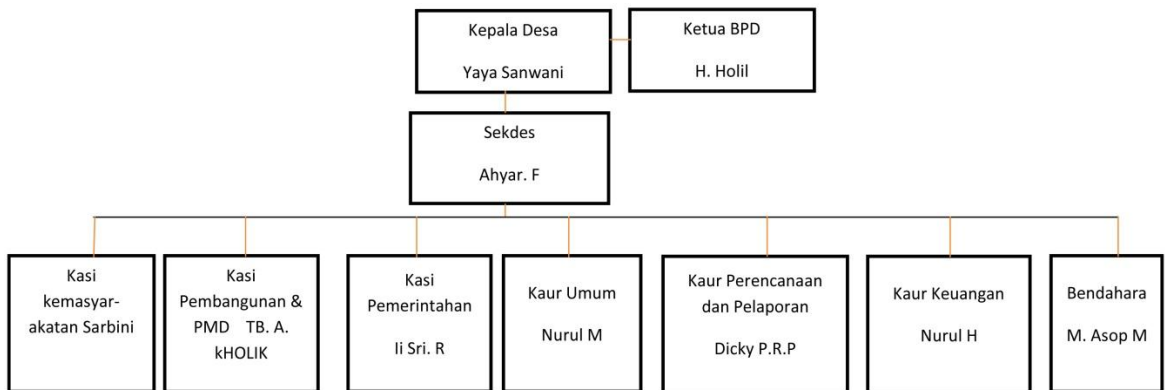 Kepala Desa
Yaya Sanwani
Ketua BPD
H. Holil
Sekdes
Ahyar. F
Kasi
kemasyar-
akatan Sarbini
Kasi
Pembangunan &
PMD TB. A.
kHOLIK
Kasi
Pemerintahan
Ii Sri. R
Kaur Umum
Nurul M
Kaur Perencanaan
dan Pelaporan
Dicky P.R.P
Kaur Keuangan
Nurul H
Bendahara
M. Asop M